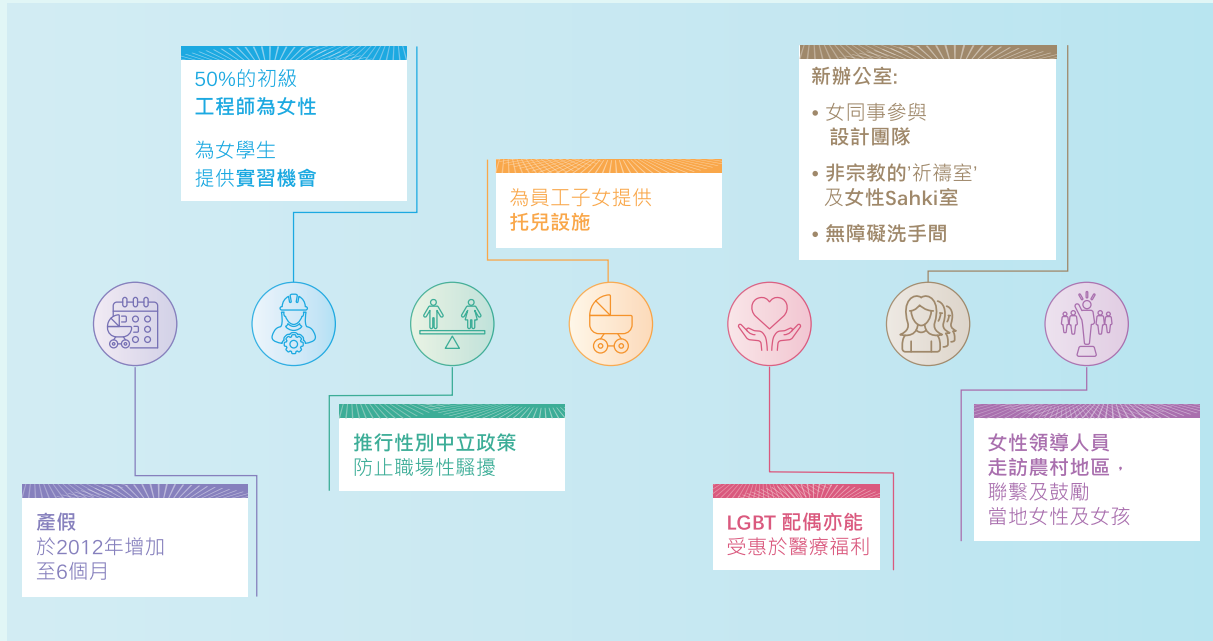 50%的初級
工程師為女性
為女學生
提供實習機會
為員工子女提供
托兒設施
新辦公室:
• 女同事參與
設計團隊
• 非宗教的'祈禱室'
及女性Sahki室
• 無障礙洗手間
產假
於2012年增加
至6個月
推行性別中立政策
防止職場性騷擾
LGBT 配偶亦能
受惠於醫療福利
女性領導人員
走訪農村地區，
聯繫及鼓勵
當地女性及女孩